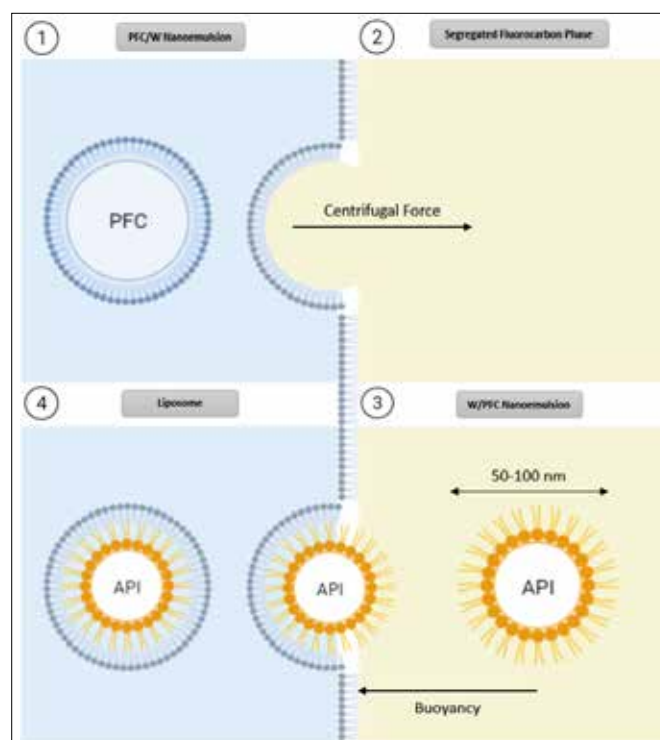 1
PFC/W Nanoemulsion
2
Segregated Fluorocarbon Phase
PFC
Centrifugal Force
4
Liposome
3
W/PFC Nanoemulsion
50-100 nm
API
API
API
Buoyancy